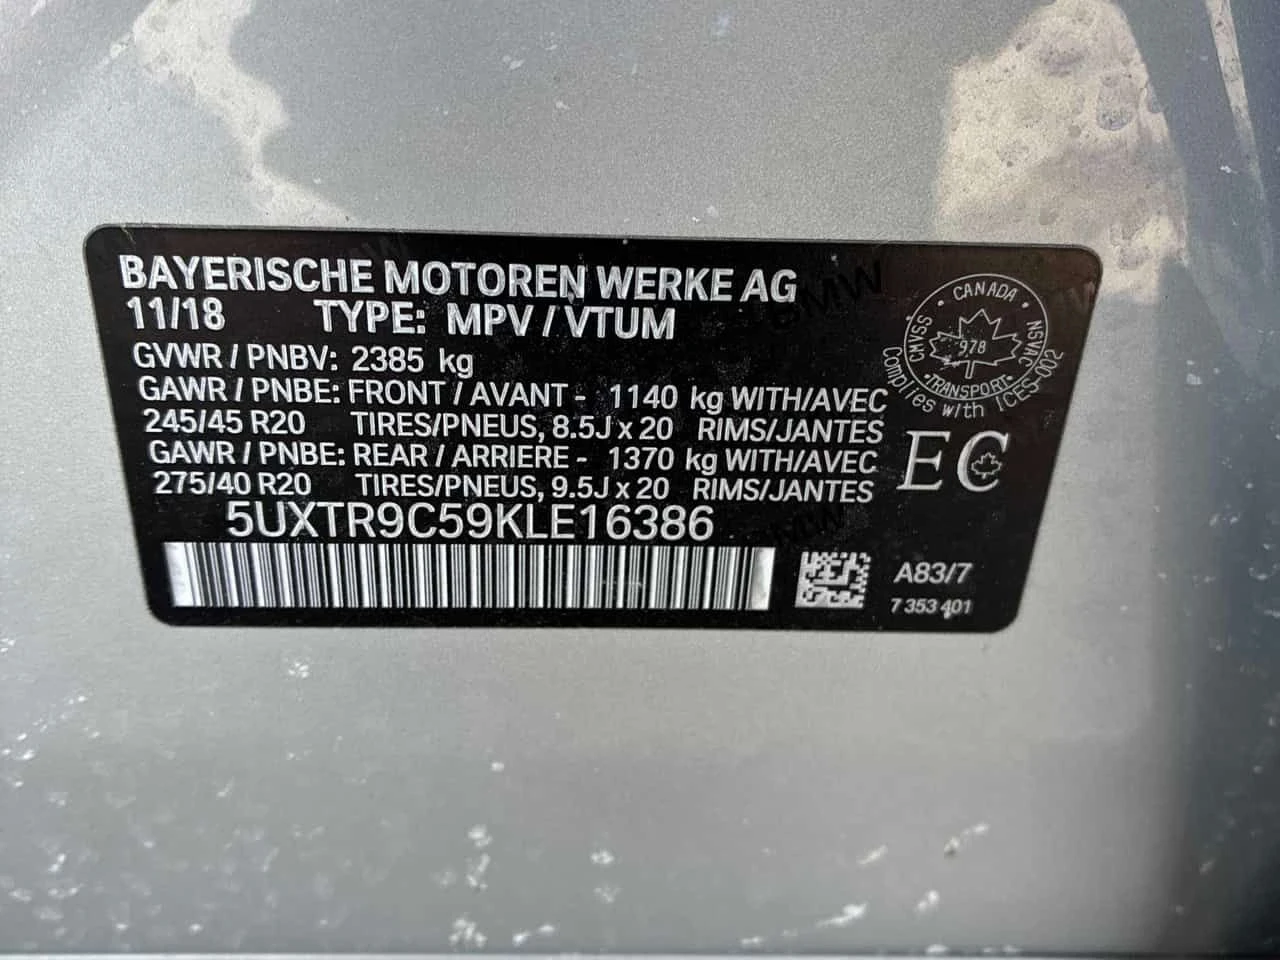 BAYERISCHE MOTOREN WERKE AG
11/18 TYPE: MPV / VTUM
GVWR / PNBV: 2385 kg
GAWR / PNBE: FRONT / AVANT - 1140 kg WITH/AVEC
245/45 R20 TIRES/PNEUS, 8.5J x 20 RIMS/JANTES
GAWR / PNBE: REAR / ARRIERE - 1370 kg WITH/AVEC
275/40 R20 TIRES/PNEUS, 9.5J x 20 RIMS/JANTES
5UXTR9C59KLE16386
CANADA
CMVSS
NSVAC
978
TRANSPORT
Complies with ICES-002
EC
A83/7
7 353 401
BMW
BMW
BMW